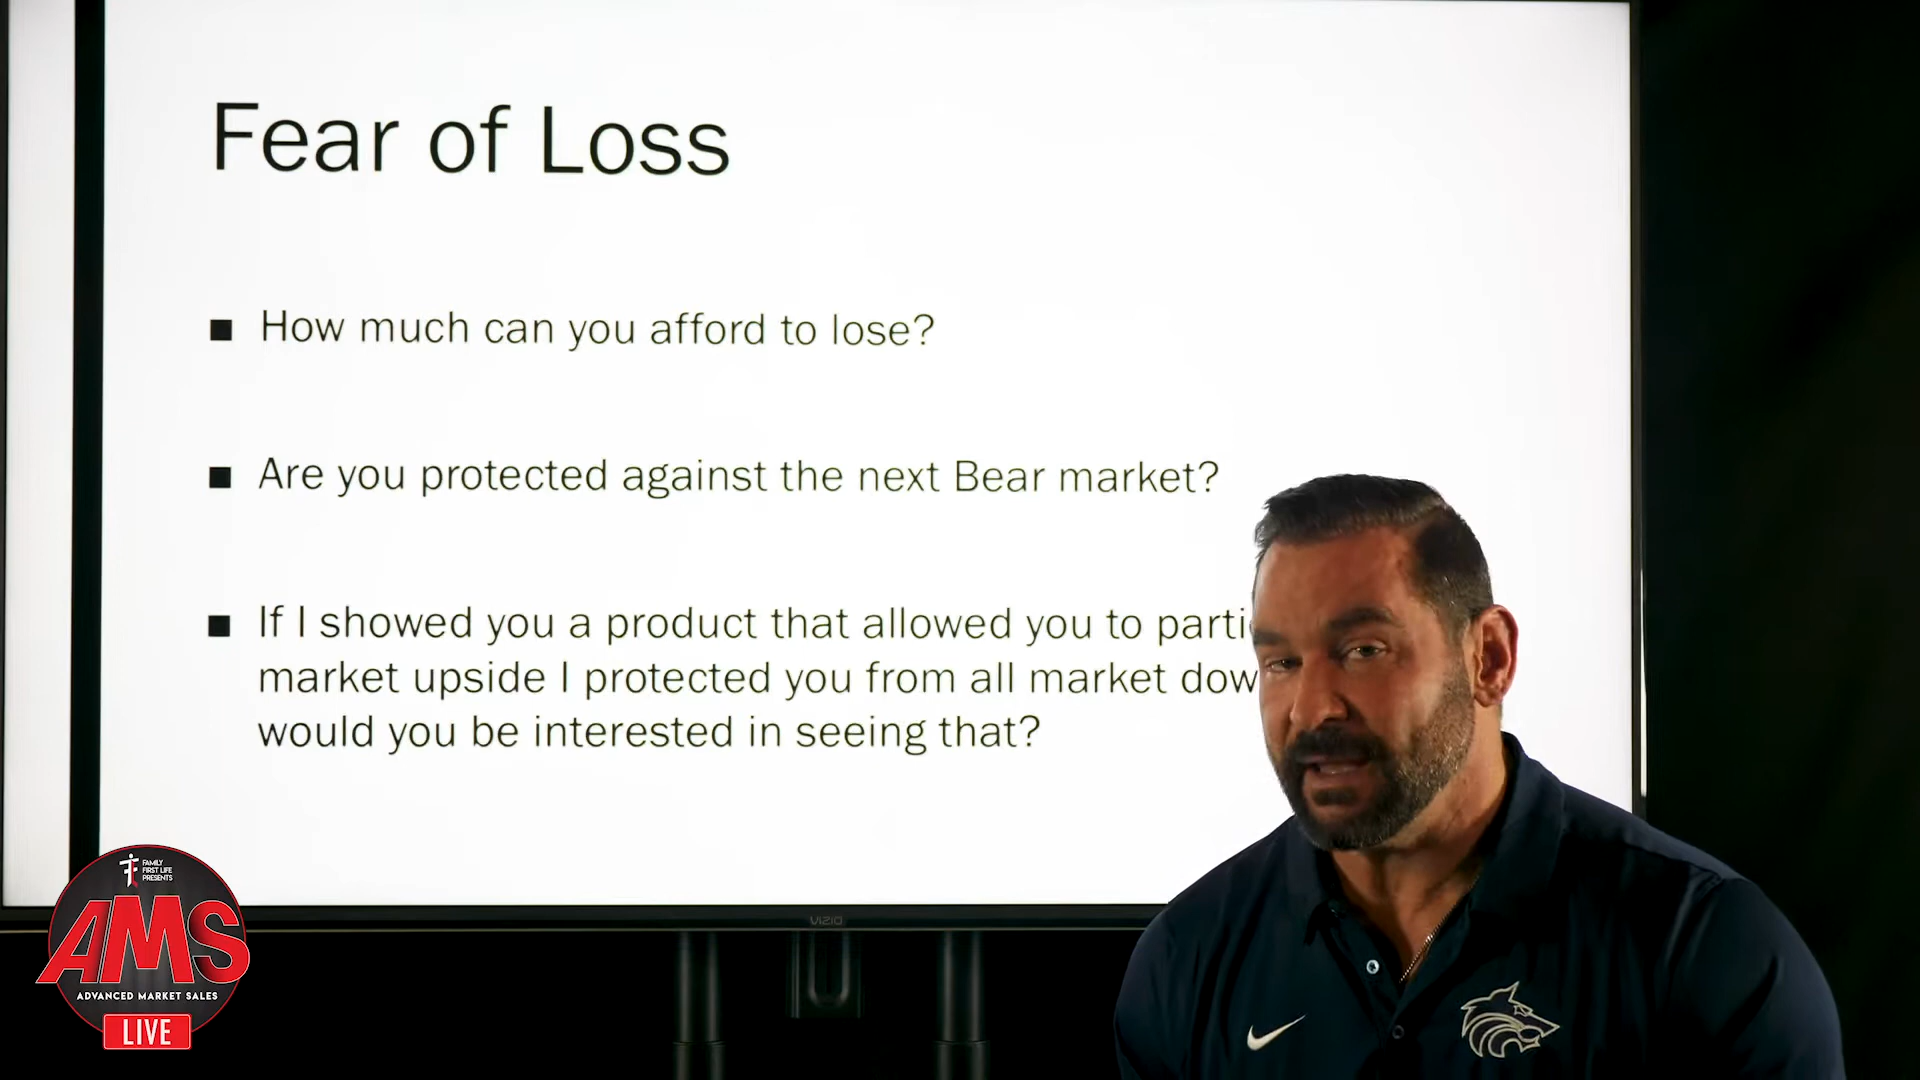 Fear of Loss
How much can you afford to lose?
Are you protected against the next Bear market?
If I showed you a product that allowed you to
market upside I protected you from all market
would you be interested in seeing that?
VIZIO
FAMILY
FIRST LIFE
PRESENTS
AMS
ADVANCED MARKET SALES
LIVE